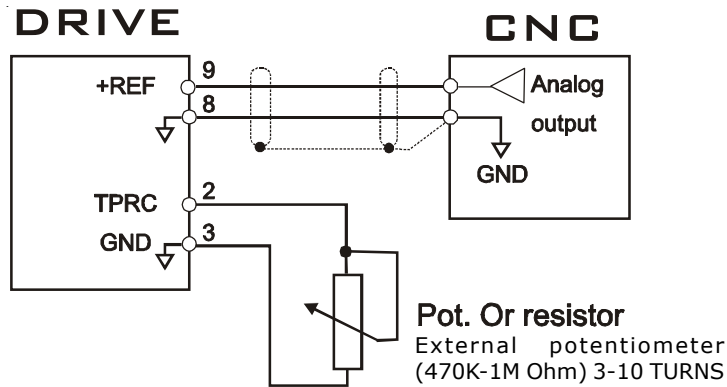 DRIVE
CNC
+REF
9
8
Analog
output
GND
TPRC
2
GND
3
Pot. Or resistor
External potentiometer
(470K-1M Ohm) 3-10 TURNS